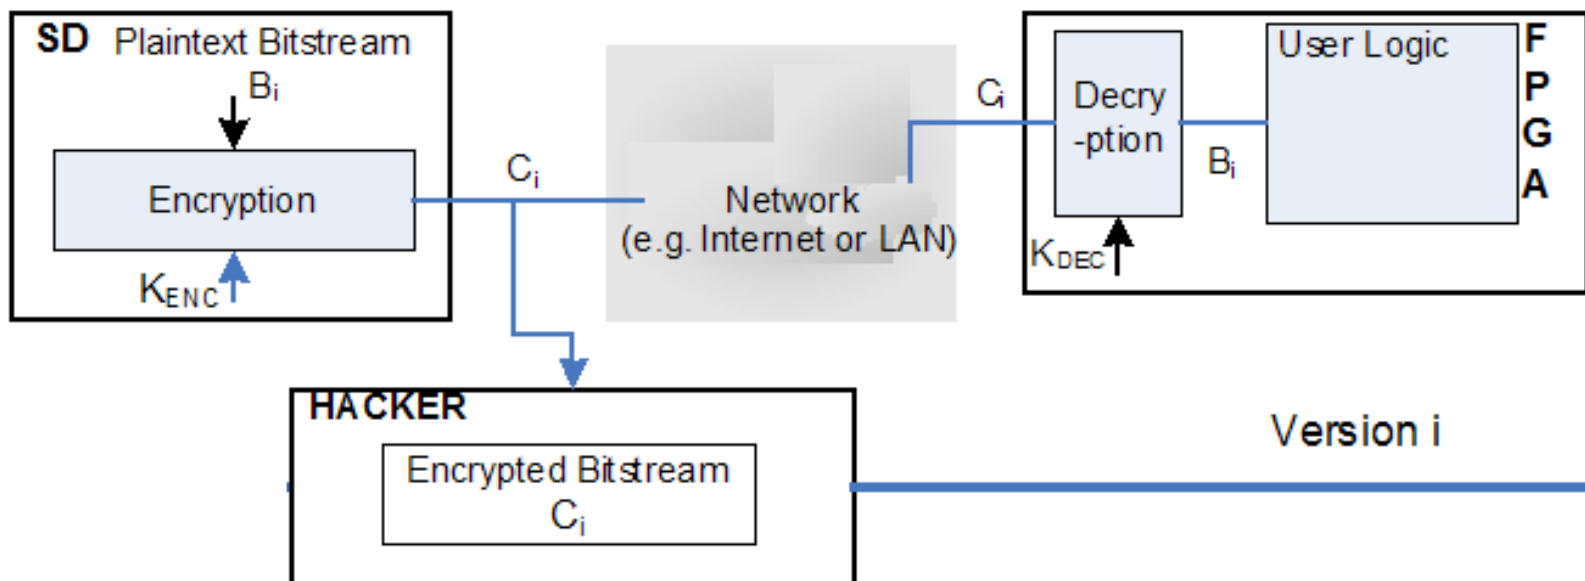 SD Plaintext Bitstream
Bi
Encryption
KENC
Ci
Network
(e.g. Internet or LAN)
Ci
Decry
-ption
KDEC
Bi
User Logic
F
P
G
A
HACKER
Encrypted Bitstream
Ci
Version i